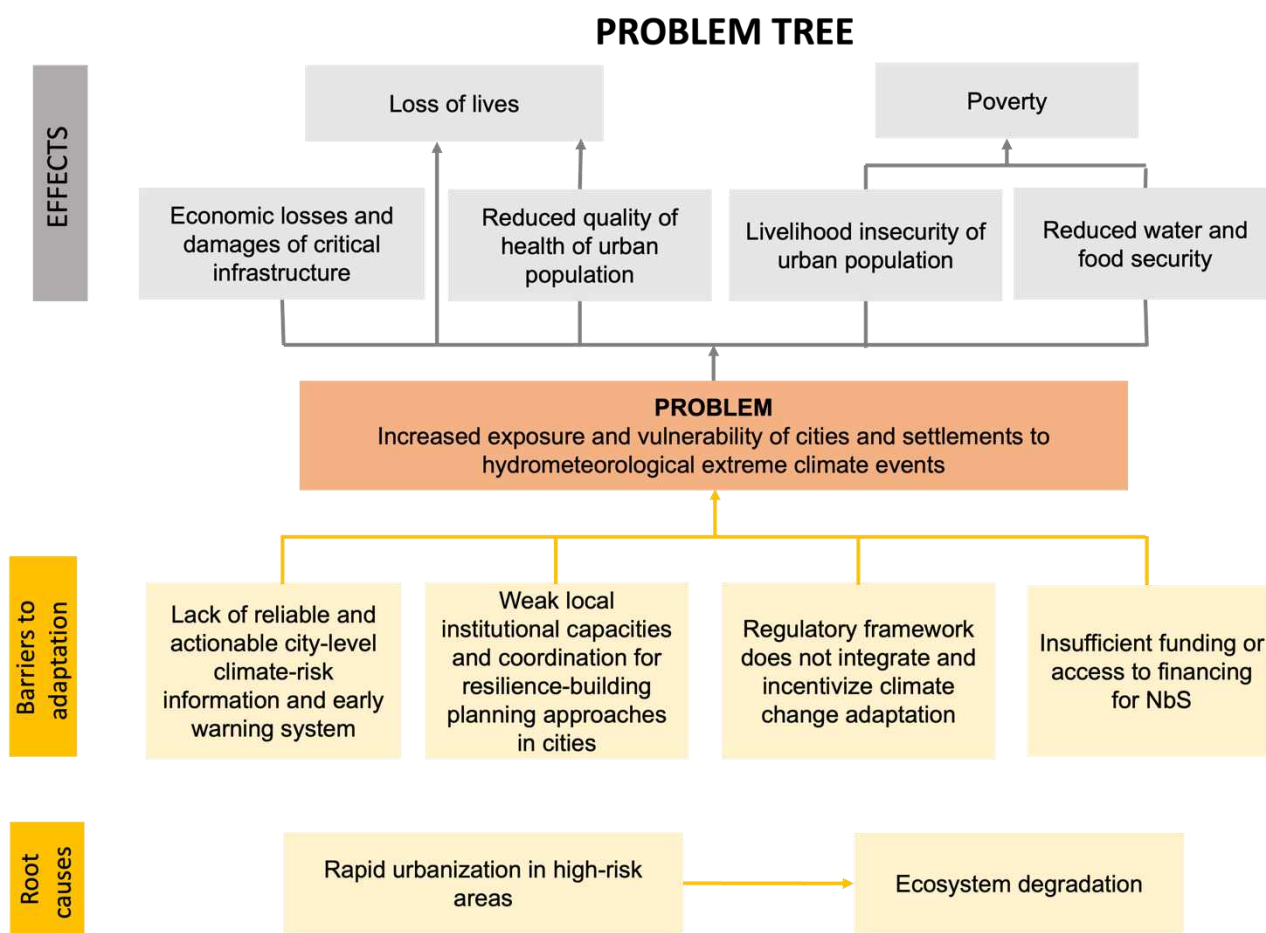 PROBLEM TREE
EFFECTS
Loss of lives
Poverty
Economic losses and
damages of critical
infrastructure
Reduced quality of
health of urban
population
Livelihood insecurity of
urban population
Reduced water and
food security
PROBLEM
Increased exposure and vulnerability of cities and settlements to
hydrometeorological extreme climate events
Barriers to
adaptation
Lack of reliable and
actionable city-level
climate-risk
information and early
warning system
Weak local
institutional capacities
and coordination for
resilience-building
planning approaches
in cities
Regulatory framework
does not integrate and
incentivize climate
change adaptation
Insufficient funding or
access to financing
for NbS
Root
causes
Rapid urbanization in high-risk
areas
Ecosystem degradation